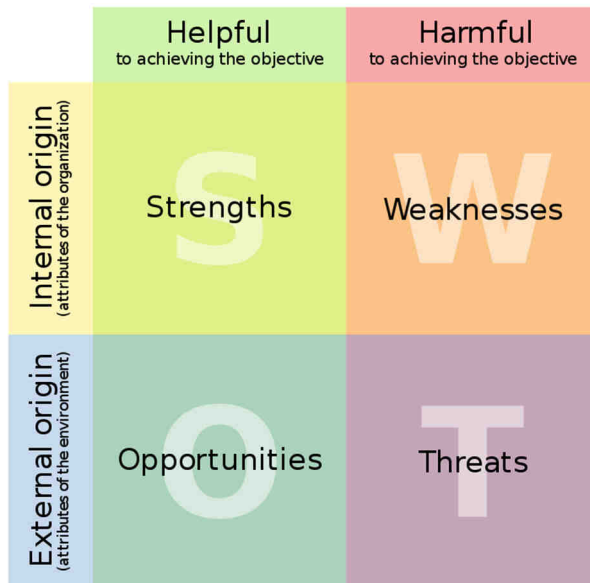 Helpful
to achieving the objective
Harmful
to achieving the objective
Internal origin
(attributes of the organization)
S
Strengths
W
Weaknesses
External origin
(attributes of the environment)
O
Opportunities
T
Threats